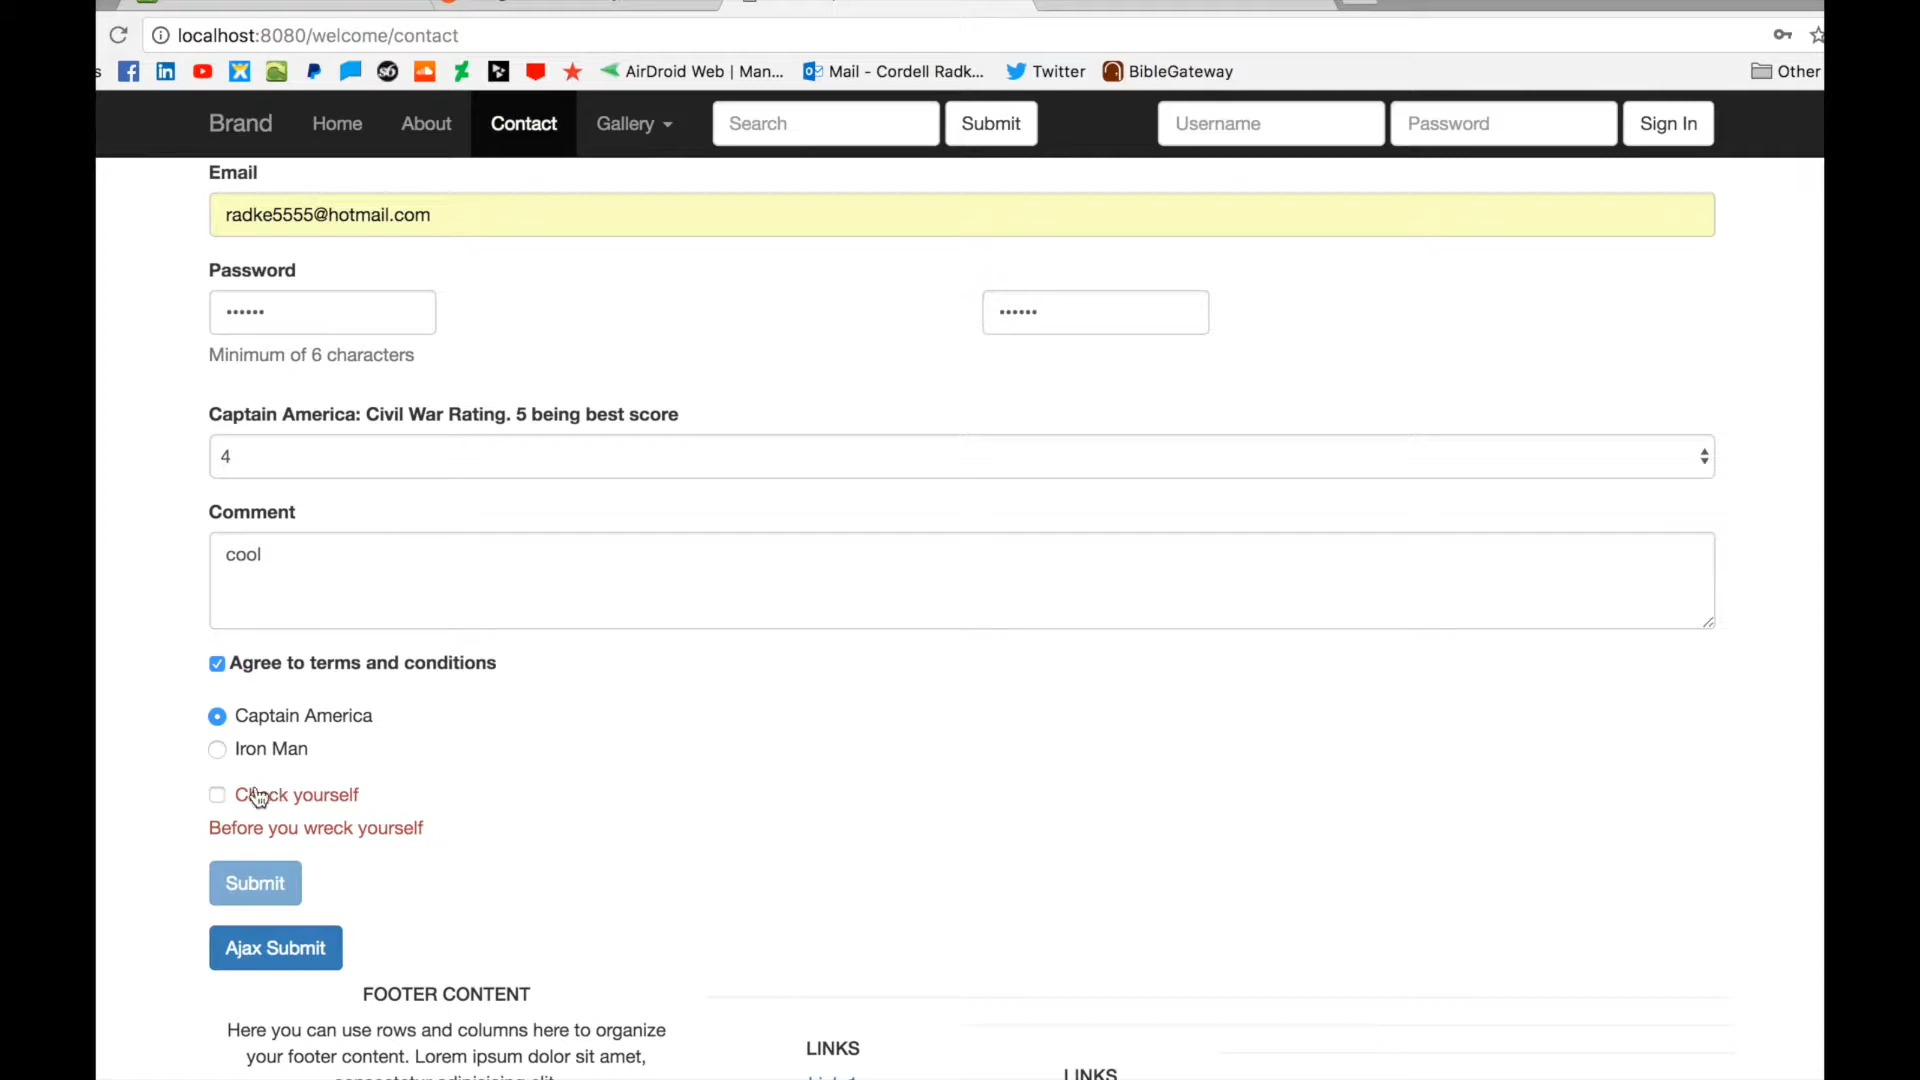 localhost:8080/welcome/contact
s
AirDroid Web | Man...
Mail - Cordell Radk...
Twitter
BibleGateway
Other
Brand
Home
About
Contact
Gallery
Search
Submit
Username
Password
Sign In
Email
radke5555@hotmail.com
Password
•••••• ••••••
Minimum of 6 characters
Captain America: Civil War Rating. 5 being best score
4
Comment
cool
Agree to terms and conditions
Captain America
Iron Man
Check yourself
Before you wreck yourself
Submit
Ajax Submit
FOOTER CONTENT
Here you can use rows and columns here to organize
your footer content. Lorem ipsum dolor sit amet,
LINKS
LINKS